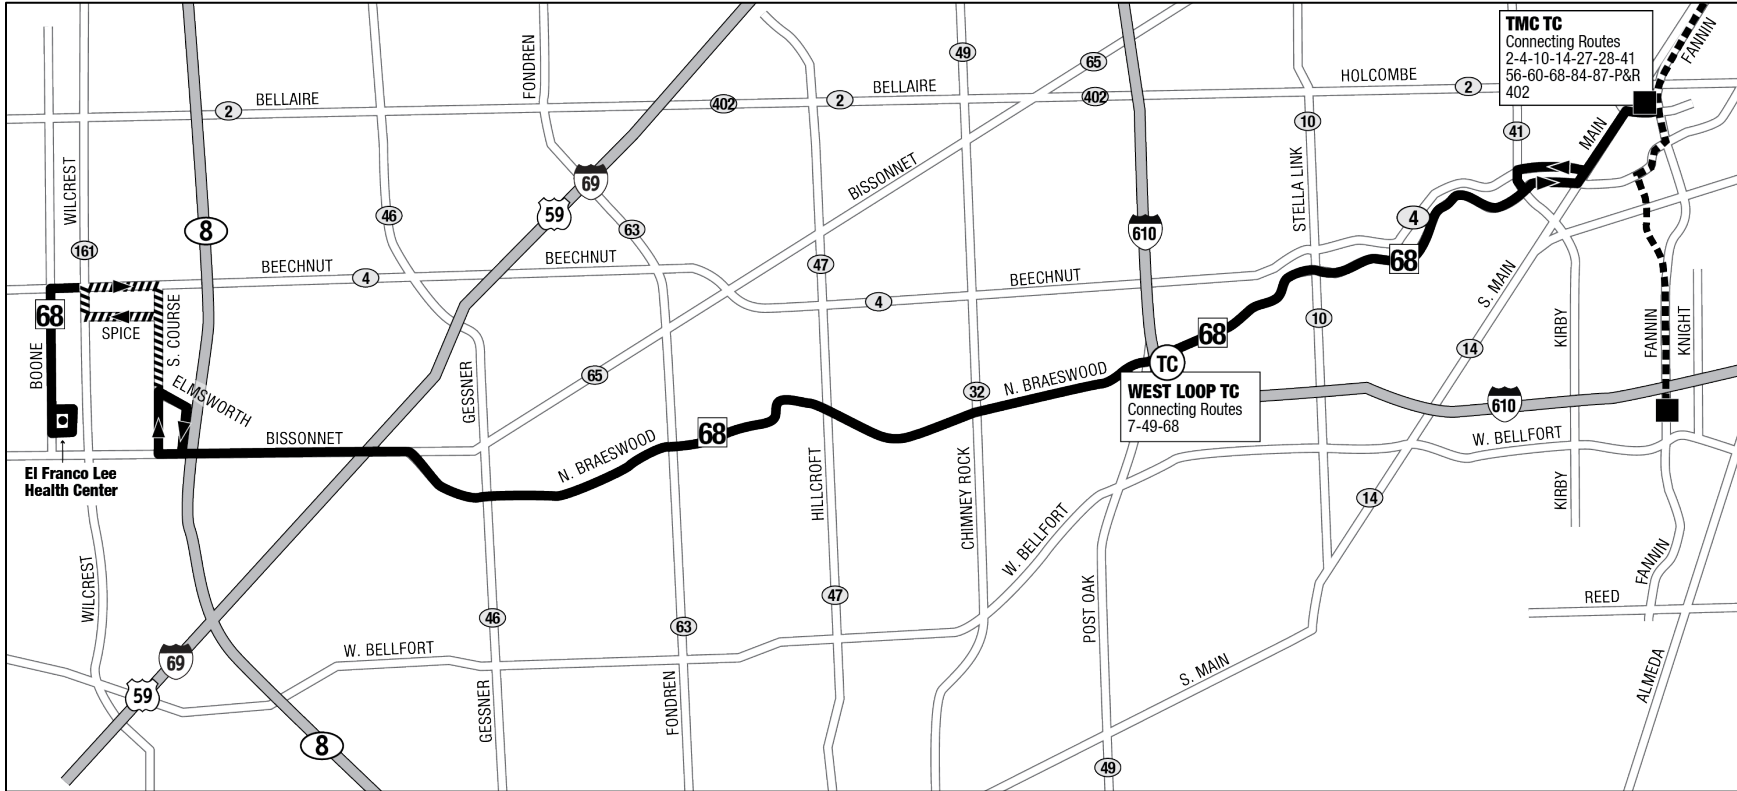 TMC TC
Connecting Routes
2-4-10-14-27-28-41
56-60-68-84-87-P&R
402
FANNIN
FONDREN
49
65
HOLCOMBE
2
BELLAIRE
2
402
2
BELLAIRE
402
10
41
MAIN
WILCREST
69
BISSONNET
STELLA LINK
46
59
63
4
161
8
610
BEECHNUT
4
BEECHNUT
47
BEECHNUT
4
68
S. MAIN
68
SPICE
S. COURSE
10
KIRBY
FANNIN
KNIGHT
68
BOONE
ELMSWORTH
GESSNER
65
32
N. BRAESWOOD
TC
WEST LOOP TC
Connecting Routes
7-49-68
14
610
BISSONNET
N. BRAESWOOD
68
W. BELLFORT
El Franco Lee
Health Center
HILLCROFT
CHIMNEY ROCK
W. BELLFORT
14
KIRBY
WILCREST
POST OAK
FANNIN
REED
46
63
47
W. BELLFORT
69
59
8
GESSNER
FONDREN
S. MAIN
ALMEDA
49